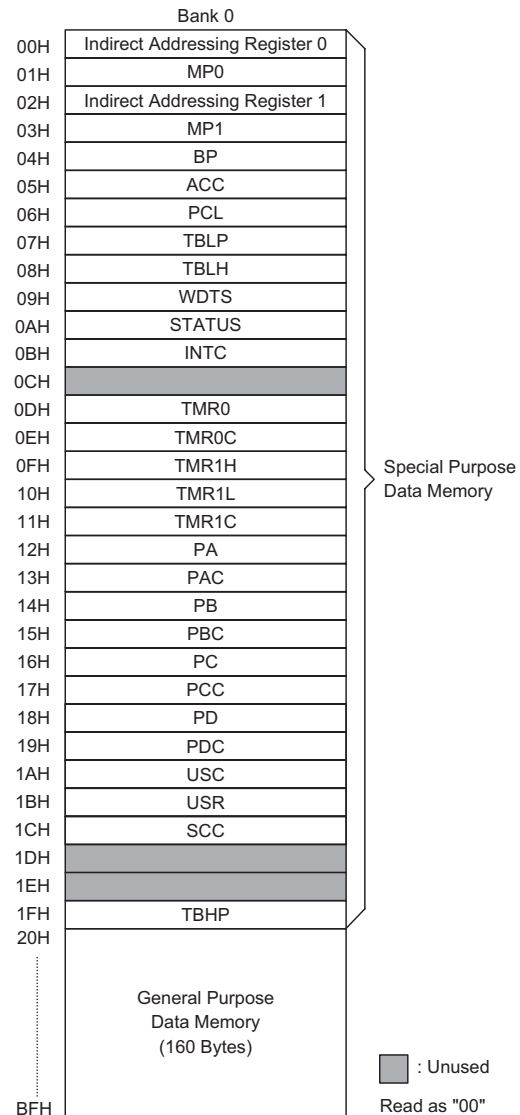 Bank 0
00H Indirect Addressing Register 0
01H MP0
02H Indirect Addressing Register 1
03H MP1
04H BP
05H ACC
06H PCL
07H TBLP
08H TBLH
09H WDTS
0AH STATUS
0BH INTC
0CH
0DH TMR0
0EH TMR0C
0FH TMR1H
10H TMR1L
11H TMR1C
12H PA
13H PAC
14H PB
15H PBC
16H PC
17H PCC
18H PD
19H PDC
1AH USC
1BH USR
1CH SCC
1DH
1EH
1FH TBHP
20H
BFH
Special Purpose
Data Memory
General Purpose
Data Memory
(160 Bytes)
: Unused
Read as "00"